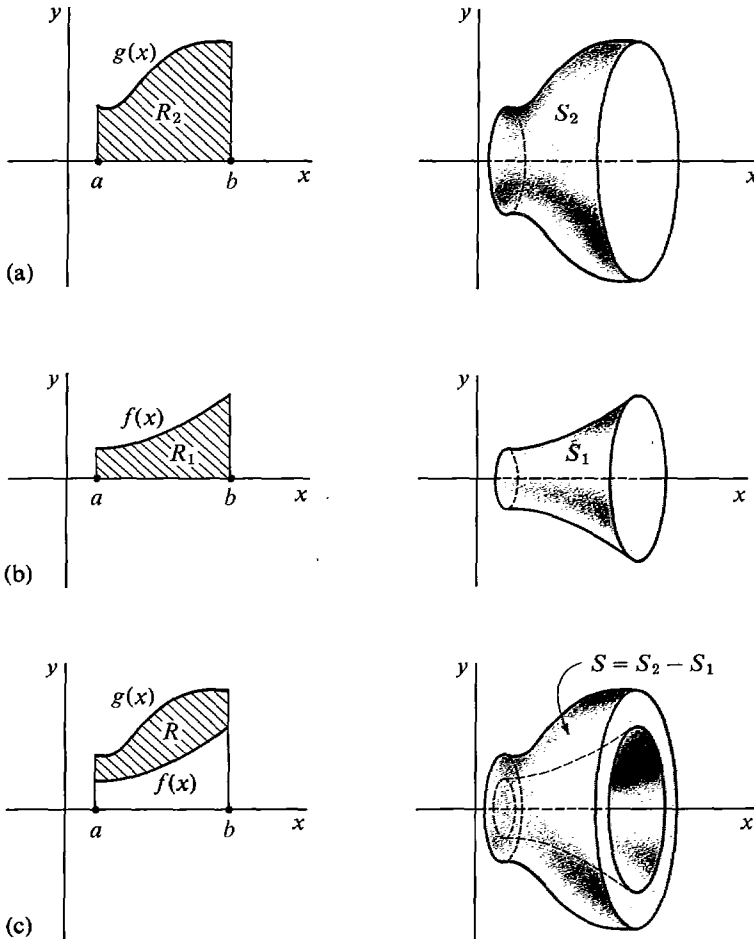 y
g(x)
R₂
a
b
x
S₂
x
(a)
y
f(x)
R₁
a
b
x
y
S₁
x
(b)
y
g(x)
R
f(x)
a
b
x
y
S = S₂ − S₁
x
(c)